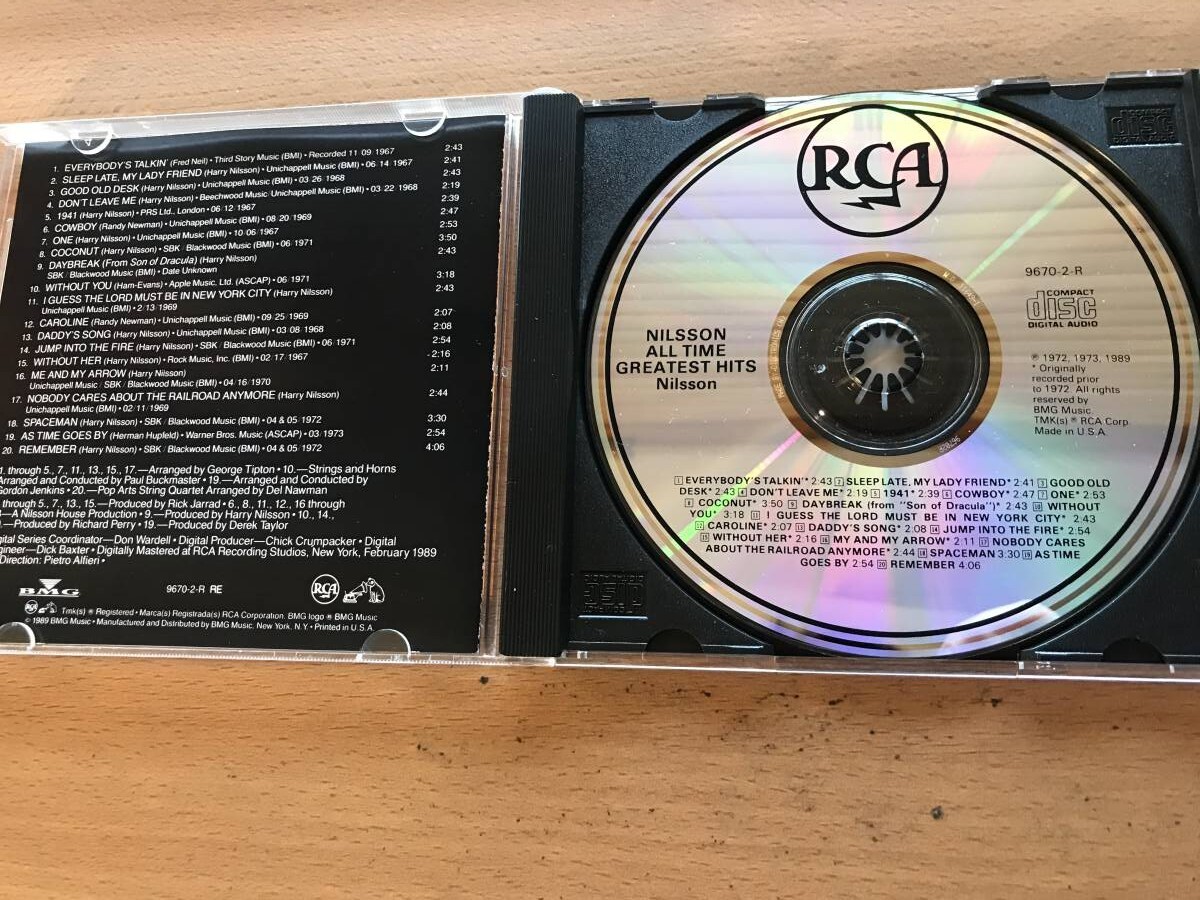 1. EVERYBODY'S TALKIN' (Fred Neil) • Third Story Music (BMI) • Recorded 11 09 1967 2:43
2. SLEEP LATE, MY LADY FRIEND (Harry Nilsson) • Unichappell Music (BMI) • 06 14 1967 2:41
3. GOOD OLD DESK (Harry Nilsson) • Unichappell Music (BMI) • 03 26 1968 2:43
4. DON'T LEAVE ME (Harry Nilsson) • Beechwood Music/Unichappell Music (BMI) • 03 22 1968 2:19
5. 1941 (Harry Nilsson) • PRS Ltd., London • 06/12/1967 2:39
6. COWBOY (Randy Newman) • Unichappell Music (BMI) • 08/20/1969 2:47
7. ONE (Harry Nilsson) • Unichappell Music (BMI) • 10/06/1967 2:53
8. COCONUT (Harry Nilsson) • SBK / Blackwood Music (BMI) • 06/1971 3:50
9. DAYBREAK (From Son of Dracula) (Harry Nilsson) 2:43
SBK / Blackwood Music (BMI) • Date Unknown
10. WITHOUT YOU (Ham-Evans) • Apple Music, Ltd. (ASCAP) • 06/1971 3:18
11. I GUESS THE LORD MUST BE IN NEW YORK CITY (Harry Nilsson) 2:43
Unichappell Music (BMI) • 2/13/1969
12. CAROLINE (Randy Newman) • Unichappell Music (BMI) • 09/25/1969 2:07
13. DADDY'S SONG (Harry Nilsson) • Unichappell Music (BMI) • 03/08/1968 2:08
14. JUMP INTO THE FIRE (Harry Nilsson) • SBK / Blackwood Music (BMI) • 06/1971 2:54
15. WITHOUT HER (Harry Nilsson) • Rock Music, Inc. (BMI) • 02/17/1967 2:16
16. ME AND MY ARROW (Harry Nilsson) 2:11
Unichappell Music / SBK / Blackwood Music (BMI) • 04/16/1970
17. NOBODY CARES ABOUT THE RAILROAD ANYMORE (Harry Nilsson) 2:44
Unichappell Music (BMI) • 02/11/1969
18. SPACEMAN (Harry Nilsson) • SBK / Blackwood Music (BMI) • 04 & 05 1972 3:30
19. AS TIME GOES BY (Herman Hupfeld) • Warner Bros. Music (ASCAP) • 03/1973 2:54
20. REMEMBER (Harry Nilsson) • SBK / Blackwood Music (BMI) • 04 & 05 1972 4:06
1. through 5., 7., 11., 13., 15., 17.—Arranged by George Tipton • 10.—Strings and Horns
Arranged and Conducted by Paul Buckmaster • 19.—Arranged and Conducted by
Gordon Jenkins • 20.—Pop Arts String Quartet Arranged by Del Nawman
through 5., 7., 13., 15.—Produced by Rick Jarrad • 6., 8., 11., 12., 16 through
—A Nilsson House Production • 9.—Produced by Harry Nilsson • 10., 14.,
—Produced by Richard Perry • 19.—Produced by Derek Taylor
gital Series Coordinator—Don Wardell • Digital Producer—Chick Crumpacker • Digital
gineer—Dick Baxter • Digitally Mastered at RCA Recording Studios, New York, February 1989
Direction: Pietro Alfieri •
BMG
9670-2-R RE
RCA
RCA
Tmk(s) ® Registered • Marca(s) Registrada(s) RCA Corporation. BMG logo ® BMG Music
© 1989 BMG Music • Manufactured and Distributed by BMG Music. New York, N.Y. • Printed in U.S.A.
RCA
9670-2-R
COMPACT
disc
DIGITAL AUDIO
NILSSON
ALL TIME
GREATEST HITS
Nilsson
℗ 1972, 1973, 1989
* Originally
recorded prior
to 1972. All rights
reserved by
BMG Music.
TMK(s) ® RCA Corp.
Made in U.S.A.
1 EVERYBODY'S TALKIN'* 2:43 2 SLEEP LATE, MY LADY FRIEND* 2:41 3 GOOD OLD
DESK* 2:43 4 DON'T LEAVE ME* 2:19 5 1941* 2:39 6 COWBOY* 2:47 7 ONE* 2:53
8 COCONUT* 3:50 9 DAYBREAK (from "Son of Dracula")* 2:43 10 WITHOUT
YOU* 3:18 11 I GUESS THE LORD MUST BE IN NEW YORK CITY* 2:43
12 CAROLINE* 2:07 13 DADDY'S SONG* 2:08 14 JUMP INTO THE FIRE* 2:54
15 WITHOUT HER* 2:16 16 ME AND MY ARROW* 2:11 17 NOBODY CARES
ABOUT THE RAILROAD ANYMORE* 2:44 18 SPACEMAN 3:30 19 AS TIME
GOES BY 2:54 20 REMEMBER 4:06